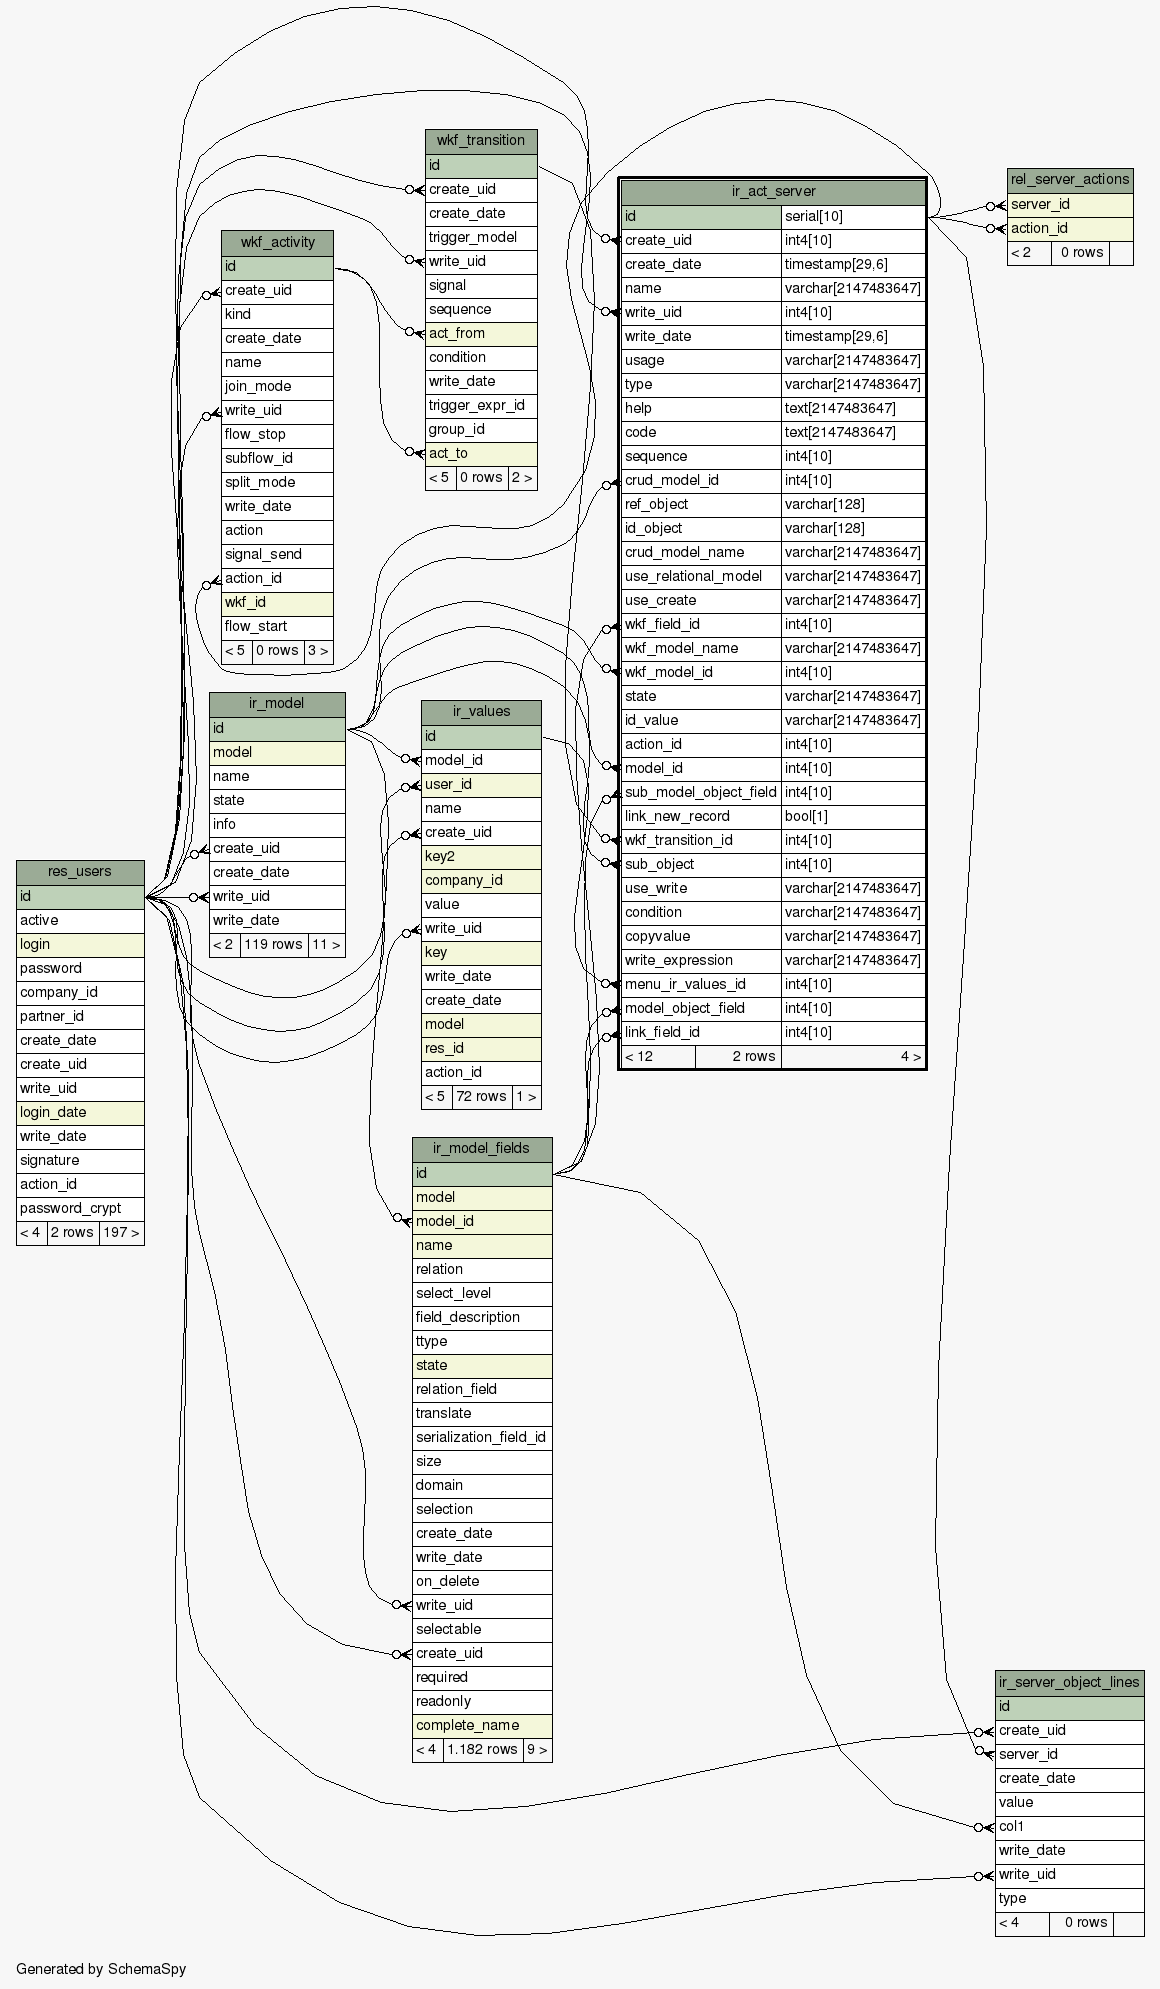 wkf_transition
id
create_uid
create_date
trigger_model
write_uid
signal
sequence
act_from
condition
write_date
trigger_expr_id
group_id
act_to
< 5 0 rows 2 >
ir_act_server
id serial[10]
create_uid int4[10]
create_date timestamp[29,6]
name varchar[2147483647]
write_uid int4[10]
write_date timestamp[29,6]
usage varchar[2147483647]
type varchar[2147483647]
help text[2147483647]
code text[2147483647]
sequence int4[10]
crud_model_id int4[10]
ref_object varchar[128]
id_object varchar[128]
crud_model_name varchar[2147483647]
use_relational_model varchar[2147483647]
use_create varchar[2147483647]
wkf_field_id int4[10]
wkf_model_name varchar[2147483647]
wkf_model_id int4[10]
state varchar[2147483647]
id_value varchar[2147483647]
action_id int4[10]
model_id int4[10]
sub_model_object_field int4[10]
link_new_record bool[1]
wkf_transition_id int4[10]
sub_object int4[10]
use_write varchar[2147483647]
condition varchar[2147483647]
copyvalue varchar[2147483647]
write_expression varchar[2147483647]
menu_ir_values_id int4[10]
model_object_field int4[10]
link_field_id int4[10]
< 12 2 rows 4 >
rel_server_actions
server_id
action_id
< 2 0 rows
wkf_activity
id
create_uid
kind
create_date
name
join_mode
write_uid
flow_stop
subflow_id
split_mode
write_date
action
signal_send
action_id
wkf_id
flow_start
< 5 0 rows 3 >
ir_model
id
model
name
state
info
create_uid
create_date
write_uid
write_date
< 2 119 rows 11 >
ir_values
id
model_id
user_id
name
create_uid
key2
company_id
value
write_uid
key
write_date
create_date
model
res_id
action_id
< 5 72 rows 1 >
res_users
id
active
login
password
company_id
partner_id
create_date
create_uid
write_uid
login_date
write_date
signature
action_id
password_crypt
< 4 2 rows 197 >
ir_model_fields
id
model
model_id
name
relation
select_level
field_description
ttype
state
relation_field
translate
serialization_field_id
size
domain
selection
create_date
write_date
on_delete
write_uid
selectable
create_uid
required
readonly
complete_name
< 4 1.182 rows 9 >
ir_server_object_lines
id
create_uid
server_id
create_date
value
col1
write_date
write_uid
type
< 4 0 rows
Generated by SchemaSpy